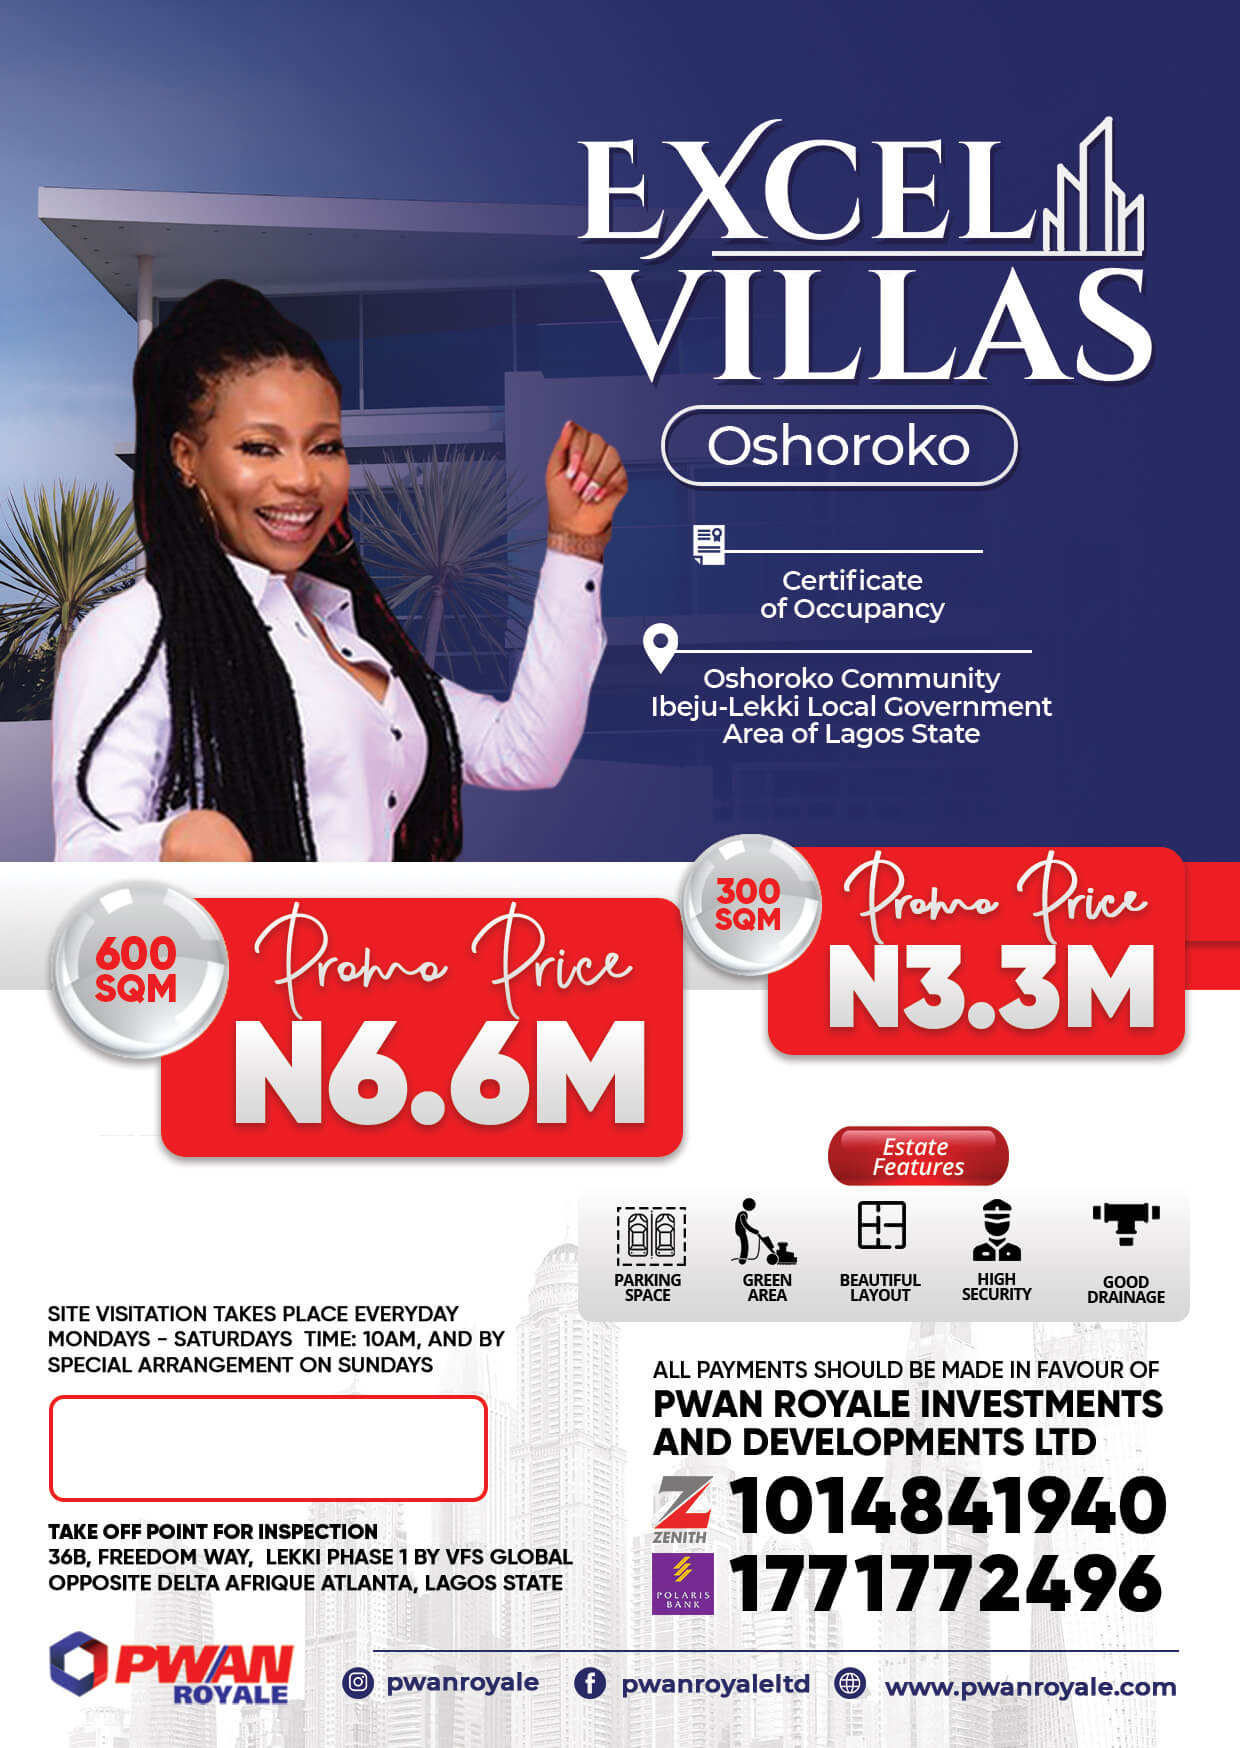 EXCEL
VILLAS
Oshoroko
Certificate
of Occupancy
Oshoroko Community
Ibeju-Lekki Local Government
Area of Lagos State
600
SQM
Promo Price
N6.6M
300
SQM
Promo Price
N3.3M
Estate
Features
PARKING
SPACE
GREEN
AREA
BEAUTIFUL
LAYOUT
HIGH
SECURITY
GOOD
DRAINAGE
SITE VISITATION TAKES PLACE EVERYDAY
MONDAYS - SATURDAYS TIME: 10AM, AND BY
SPECIAL ARRANGEMENT ON SUNDAYS
TAKE OFF POINT FOR INSPECTION
36B, FREEDOM WAY, LEKKI PHASE 1 BY VFS GLOBAL
OPPOSITE DELTA AFRIQUE ATLANTA, LAGOS STATE
ALL PAYMENTS SHOULD BE MADE IN FAVOUR OF
PWAN ROYALE INVESTMENTS
AND DEVELOPMENTS LTD
ZENITH
1014841940
POLARIS
BANK
1771772496
PWAN
ROYALE
pwanroyale
pwanroyaleltd
www.pwanroyale.com